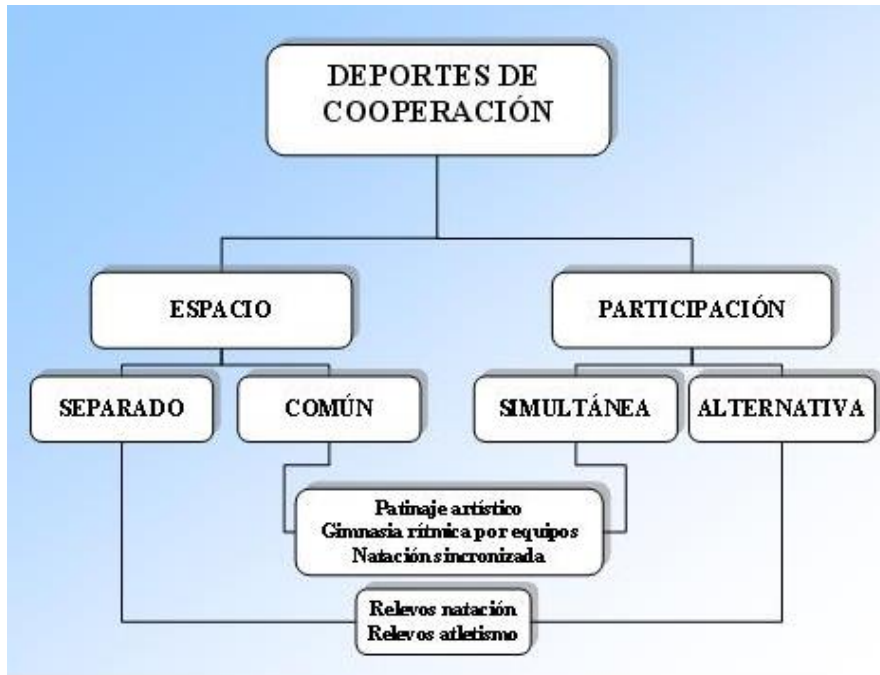 DEPORTES DE
COOPERACIÓN
ESPACIO
PARTICIPACIÓN
SEPARADO
COMÚN
SIMULTÁNEA
ALTERNATIVA
Patinaje artístico
Gimnasia rítmica por equipos
Natación sincronizada
Relevos natación
Relevos atletismo